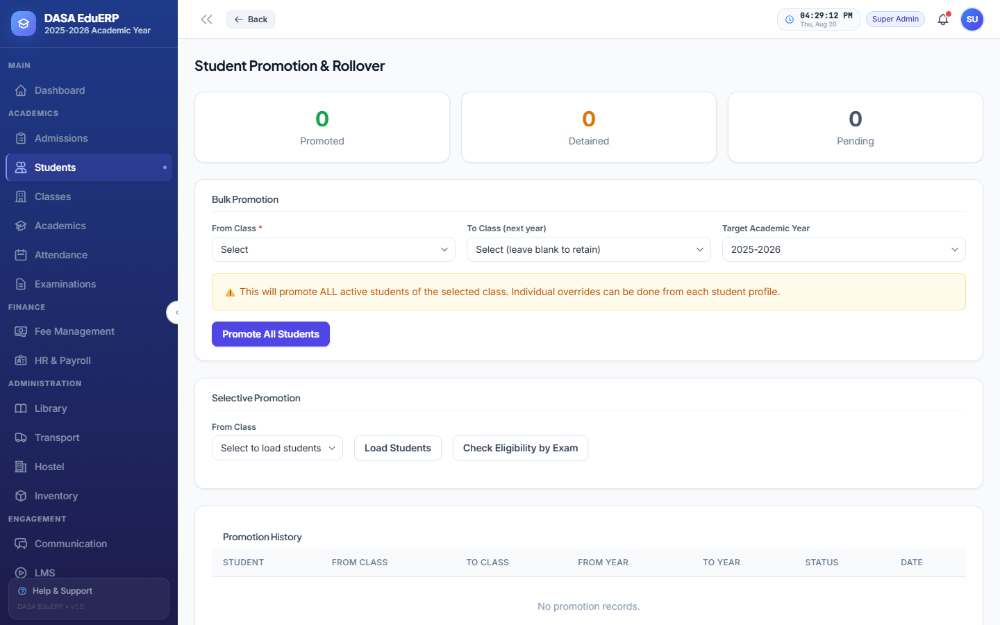 DASA EduERP
2025-2026 Academic Year
MAIN
Dashboard
ACADEMICS
Admissions
Students
Classes
Academics
Attendance
Examinations
FINANCE
Fee Management
HR & Payroll
ADMINISTRATION
Library
Transport
Hostel
Inventory
ENGAGEMENT
Communication
LMS
Help & Support
DASA EduERP • v1.0
Back
04:29:12 PM
Thu, Aug 20
Super Admin
SU
Student Promotion & Rollover
0
Promoted
0
Detained
0
Pending
Bulk Promotion
From Class *
Select
To Class (next year)
Select (leave blank to retain)
Target Academic Year
2025-2026
⚠️ This will promote ALL active students of the selected class. Individual overrides can be done from each student profile.
Promote All Students
Selective Promotion
From Class
Select to load students
Load Students
Check Eligibility by Exam
Promotion History
STUDENT FROM CLASS TO CLASS FROM YEAR TO YEAR STATUS DATE
No promotion records.